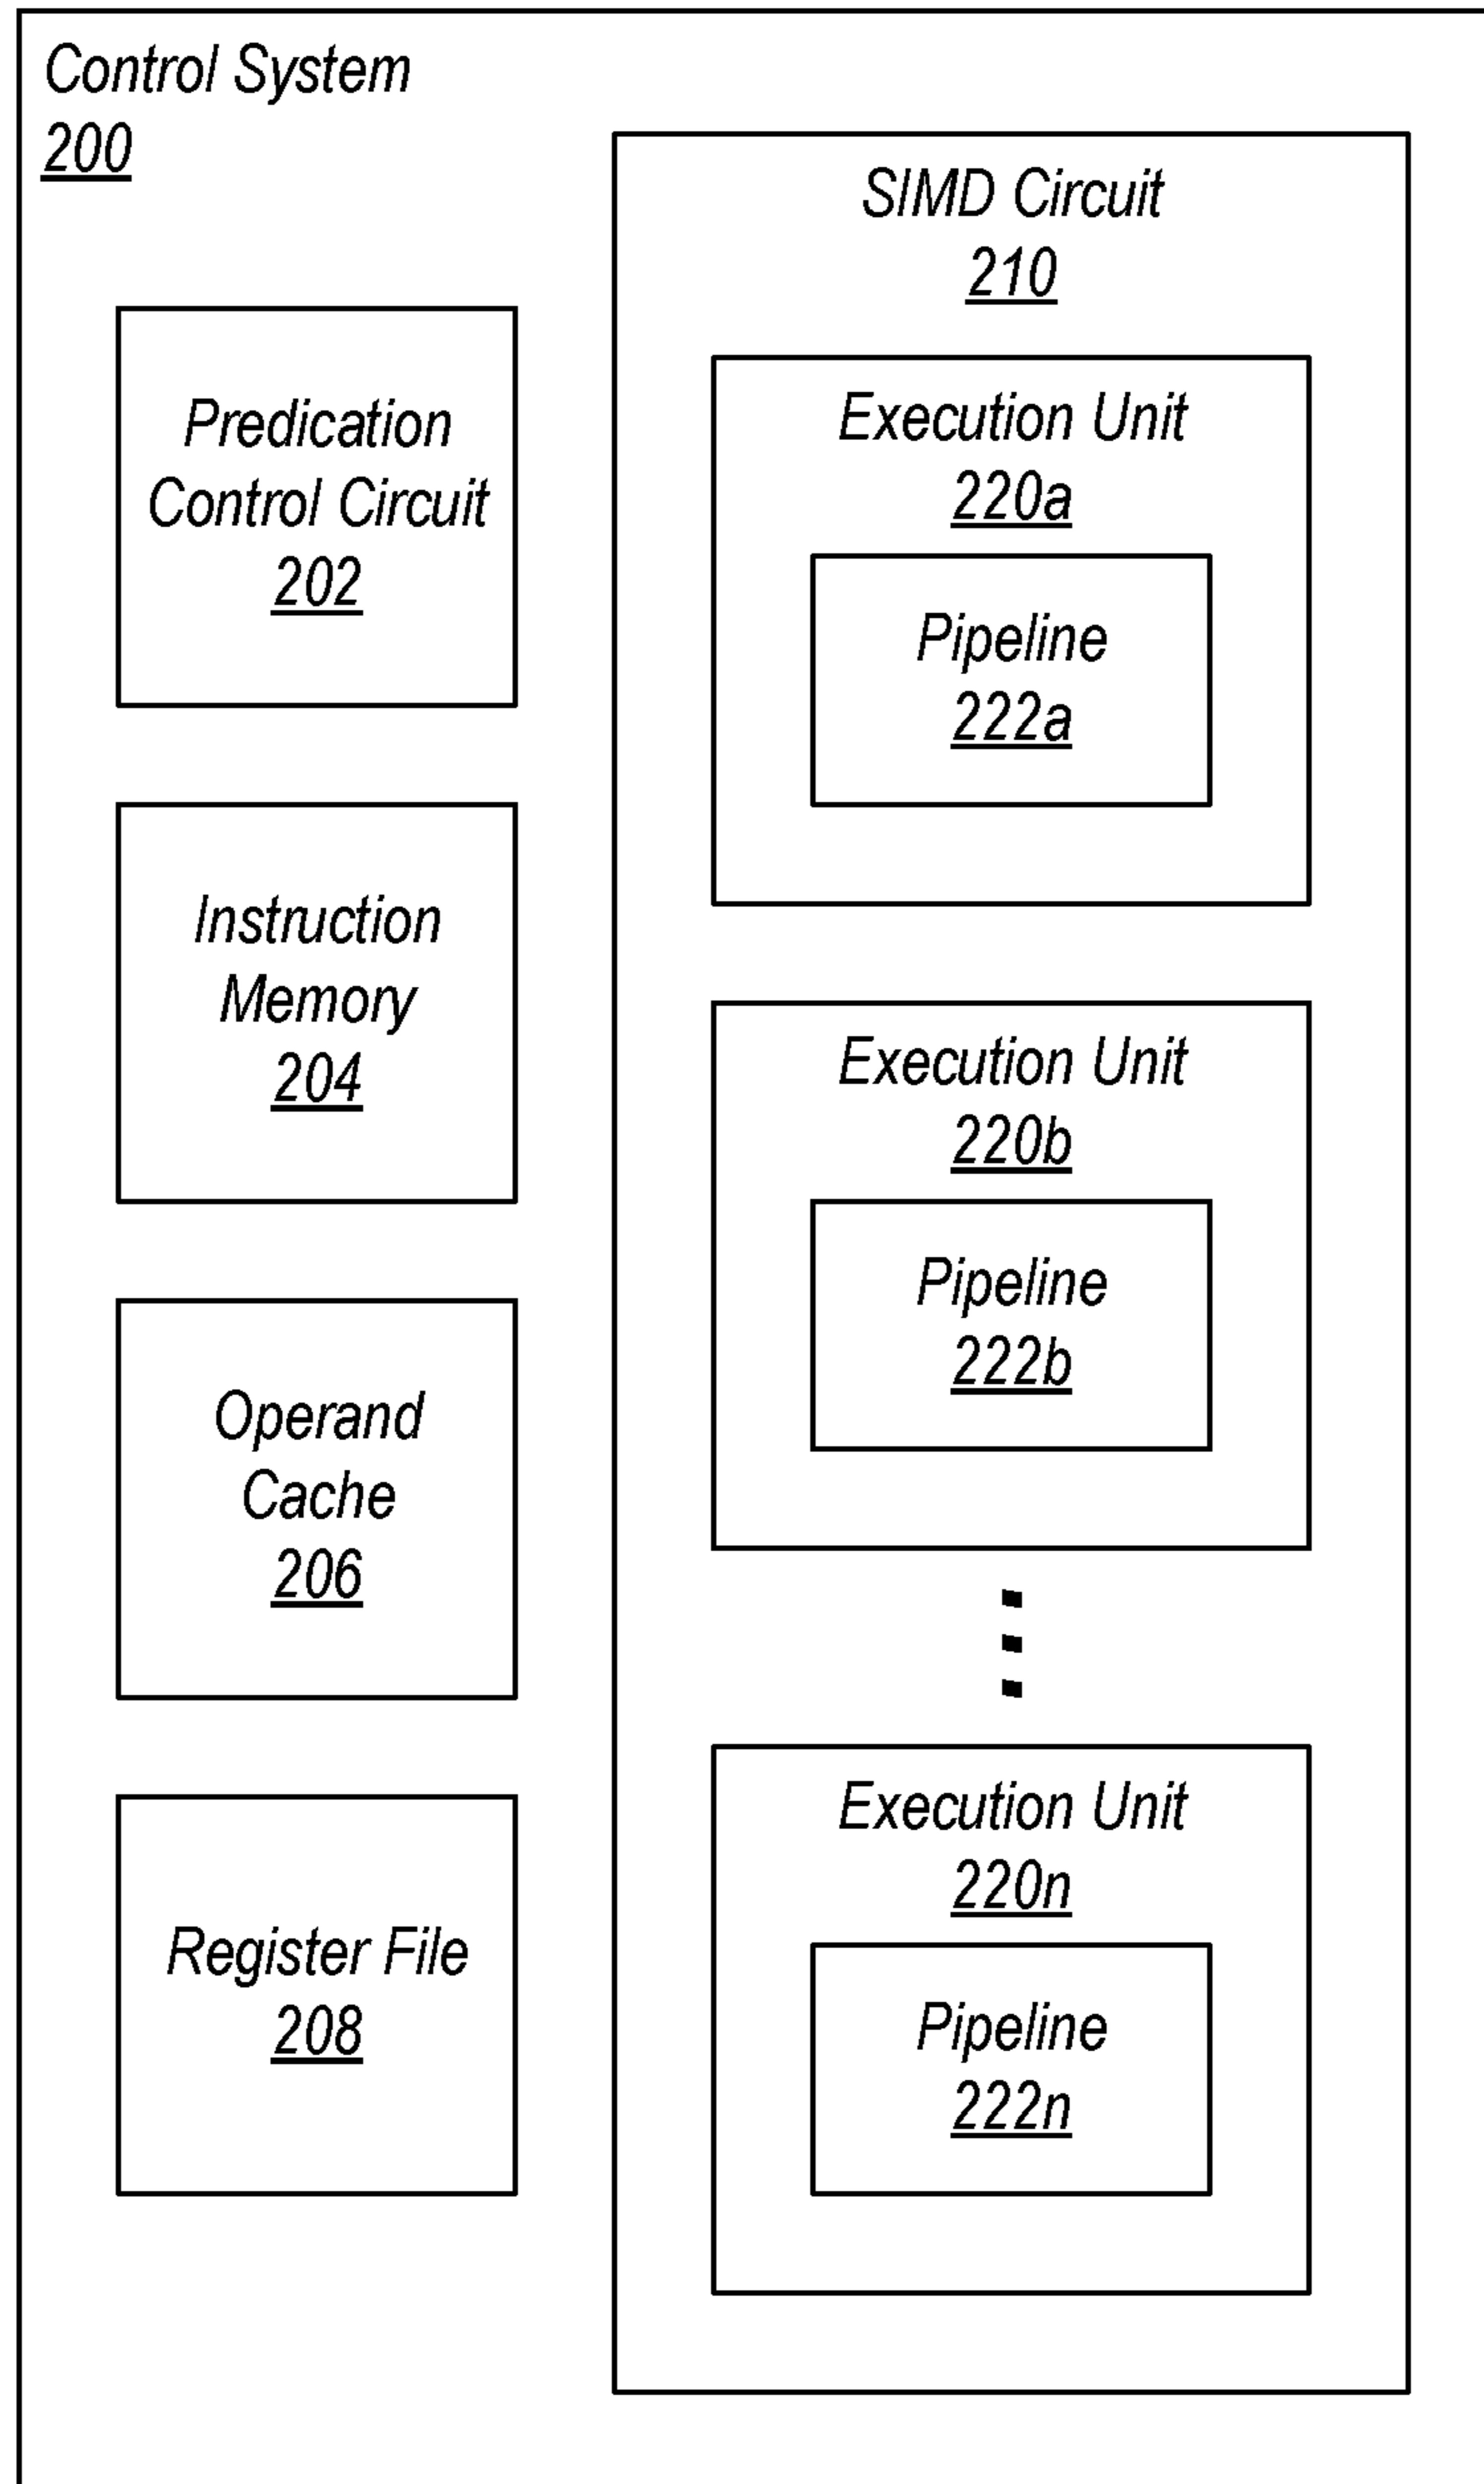 Control System
200
Predication
Control Circuit
202
Instruction
Memory
204
Operand
Cache
206
Register File
208
SIMD Circuit
210
Execution Unit
220a
Pipeline
222a
Execution Unit
220b
Pipeline
222b
Execution Unit
220n
Pipeline
222n